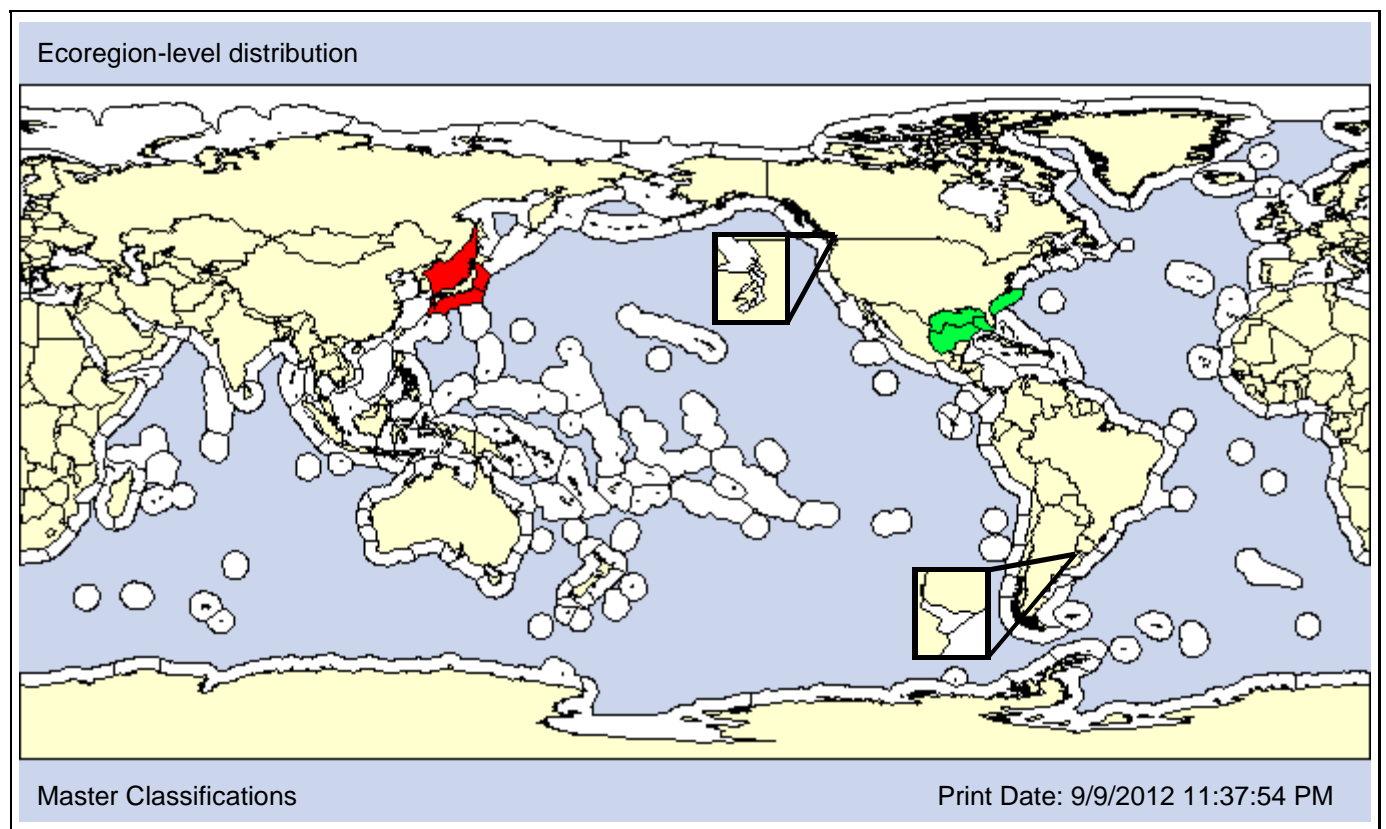 Ecoregion-level distribution
Master Classifications
Print Date: 9/9/2012 11:37:54 PM